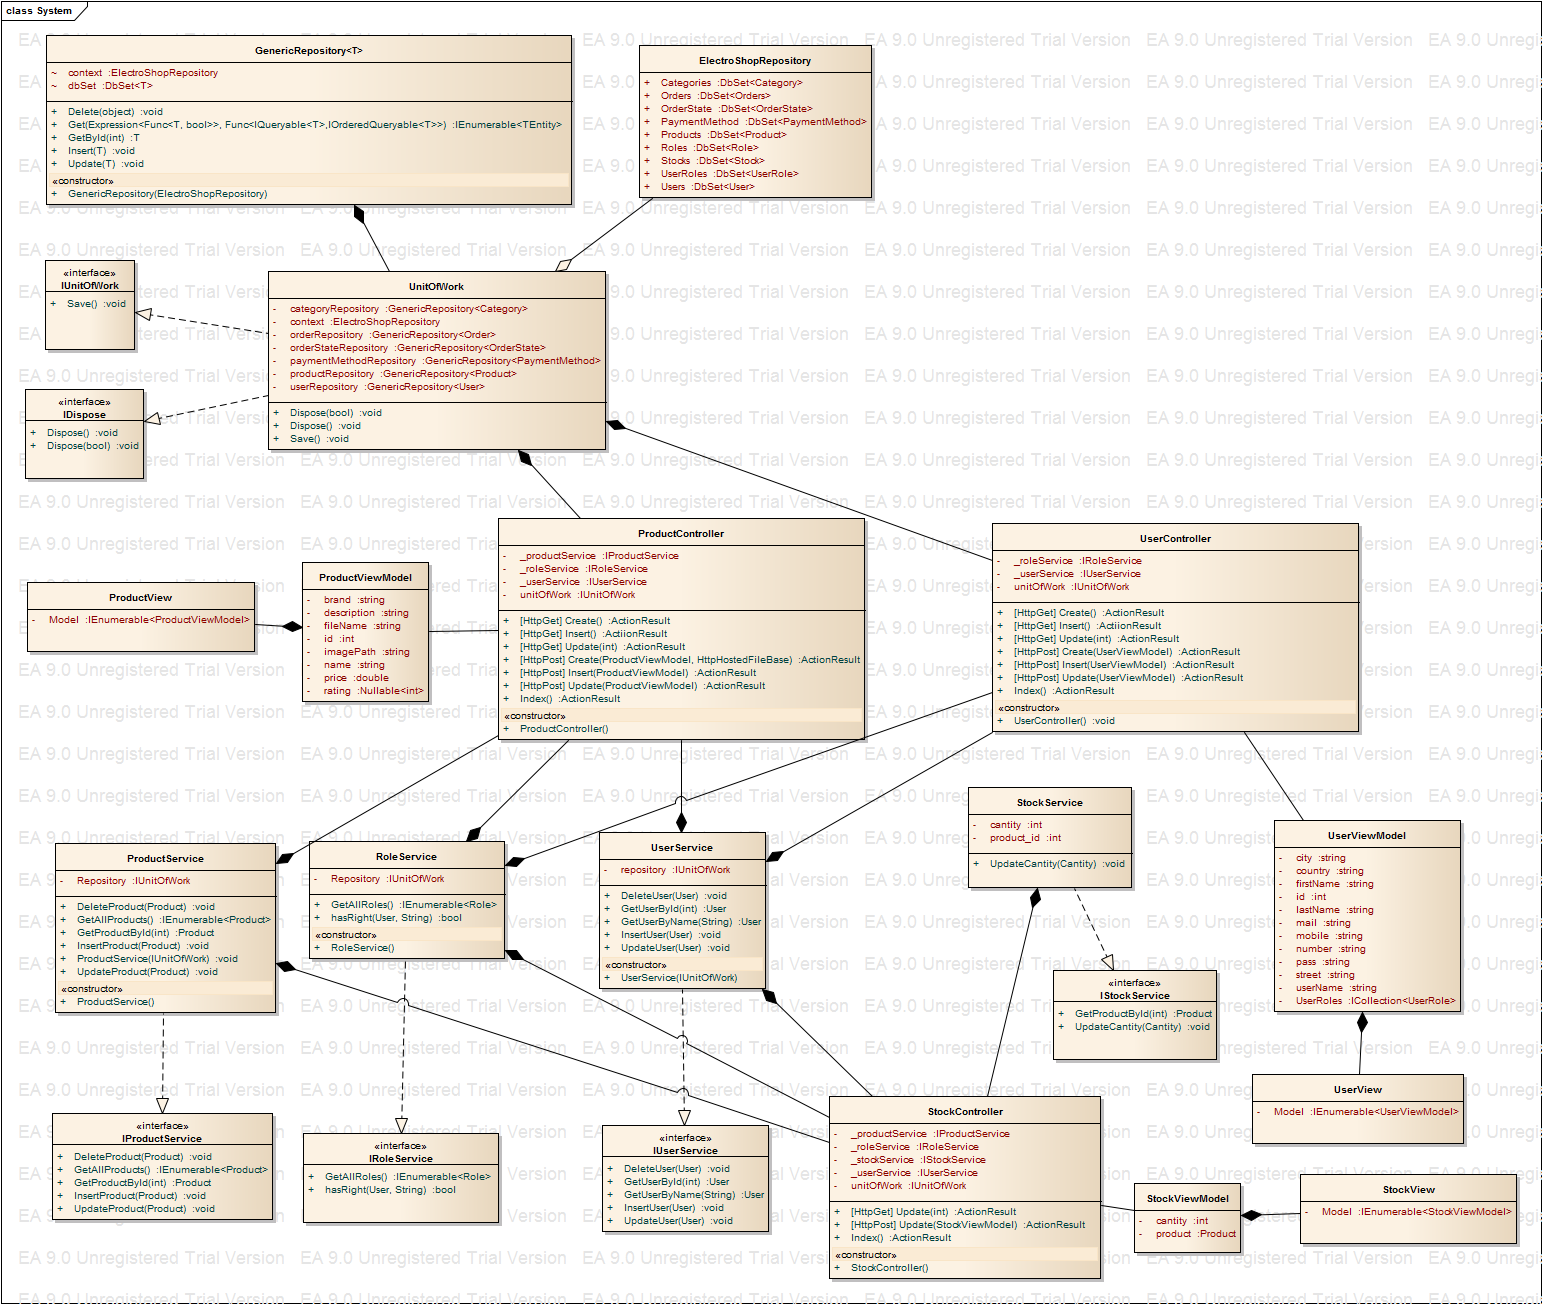 class System
GenericRepository<T>
~ context :ElectroShopRepository
~ dbSet :DbSet<T>
+ Delete(object) :void
+ Get(Expression<Func<T, bool>>, Func<IQueryable<T>,IOrderedQueryable<T>>) :IEnumerable<TEntity>
+ GetById(int) :T
+ Insert(T) :void
+ Update(T) :void
«constructor»
+ GenericRepository(ElectroShopRepository)
ElectroShopRepository
+ Categories :DbSet<Category>
+ Orders :DbSet<Orders>
+ OrderState :DbSet<OrderState>
+ PaymentMethod :DbSet<PaymentMethod>
+ Products :DbSet<Product>
+ Roles :DbSet<Role>
+ Stocks :DbSet<Stock>
+ UserRoles :DbSet<UserRole>
+ Users :DbSet<User>
«interface»
IUnitOfWork
+ Save() :void
UnitOfWork
- categoryRepository :GenericRepository<Category>
- context :ElectroShopRepository
- orderRepository :GenericRepository<Order>
- orderStateRepository :GenericRepository<OrderState>
- paymentMethodRepository :GenericRepository<PaymentMethod>
- productRepository :GenericRepository<Product>
- userRepository :GenericRepository<User>
+ Dispose(bool) :void
+ Dispose() :void
+ Save() :void
«interface»
IDispose
+ Dispose() :void
+ Dispose(bool) :void
ProductController
- _productService :IProductService
- _roleService :IRoleService
- _userService :IUserService
- unitOfWork :IUnitOfWork
+ [HttpGet] Create() :ActionResult
+ [HttpGet] Insert() :ActionResult
+ [HttpGet] Update(int) :ActionResult
+ [HttpPost] Create(ProductViewModel, HttpHostedFileBase) :ActionResult
+ [HttpPost] Insert(ProductViewModel) :ActionResult
+ [HttpPost] Update(ProductViewModel) :ActionResult
+ Index() :ActionResult
«constructor»
+ ProductController()
UserController
- _roleService :IRoleService
- _userService :IUserService
- unitOfWork :IUnitOfWork
+ [HttpGet] Create() :ActionResult
+ [HttpGet] Insert() :ActiionResult
+ [HttpGet] Update(int) :ActionResult
+ [HttpPost] Create(UserViewModel) :ActionResult
+ [HttpPost] Insert(UserViewModel) :ActionResult
+ [HttpPost] Update(UserViewModel) :ActionResult
+ Index() :ActionResult
«constructor»
+ UserController() :void
ProductView
- Model :IEnumerable<ProductViewModel>
ProductViewModel
- brand :string
- description :string
- fileName :string
- id :int
- imagePath :string
- name :string
- price :double
- rating :Nullable<int>
ProductService
- Repository :IUnitOfWork
+ DeleteProduct(Product) :void
+ GetAllProducts() :IEnumerable<Product>
+ GetProductById(int) :Product
+ InsertProduct(Product) :void
+ ProductService(IUnitOfWork) :void
+ UpdateProduct(Product) :void
«constructor»
+ ProductService()
RoleService
- Repository :IUnitOfWork
+ GetAllRoles() :IEnumerable<Role>
+ hasRight(User, String) :bool
«constructor»
+ RoleService()
UserService
- repository :IUnitOfWork
+ DeleteUser(User) :void
+ GetUserById(int) :User
+ GetUserByName(String) :User
+ InsertUser(User) :void
+ UpdateUser(User) :void
«constructor»
+ UserService(IUnitOfWork)
StockService
- cantity :int
- product_id :int
+ UpdateCantity(Cantity) :void
UserViewModel
- city :string
- country :string
- firstName :string
- id :int
- lastName :string
- mail :string
- mobile :string
- number :string
- pass :string
- street :string
- userName :string
- UserRoles :ICollection<UserRole>
«interface»
IStockService
+ GetProductById(int) :Product
+ UpdateCantity(Cantity) :void
UserView
- Model :IEnumerable<UserViewModel>
«interface»
IProductService
+ DeleteProduct(Product) :void
+ GetAllProducts() :IEnumerable<Product>
+ GetProductById(int) :Product
+ InsertProduct(Product) :void
+ UpdateProduct(Product) :void
«interface»
IRoleService
+ GetAllRoles() :IEnumerable<Role>
+ hasRight(User, String) :bool
«interface»
IUserService
+ DeleteUser(User) :void
+ GetUserById(int) :User
+ GetUserByName(String) :User
+ InsertUser(User) :void
+ UpdateUser(User) :void
StockController
- _productService :IProductService
- _roleService :IRoleService
- _stockService :IStockService
- _userService :IUserService
- unitOfWork :IUnitOfWork
+ [HttpGet] Update(int) :ActionResult
+ [HttpPost] Update(StockViewModel) :ActionResult
+ Index() :ActionResult
«constructor»
+ StockController()
StockViewModel
- cantity :int
- product :Product
StockView
- Model :IEnumerable<StockViewModel>
EA 9.0 Unregistered Trial Version